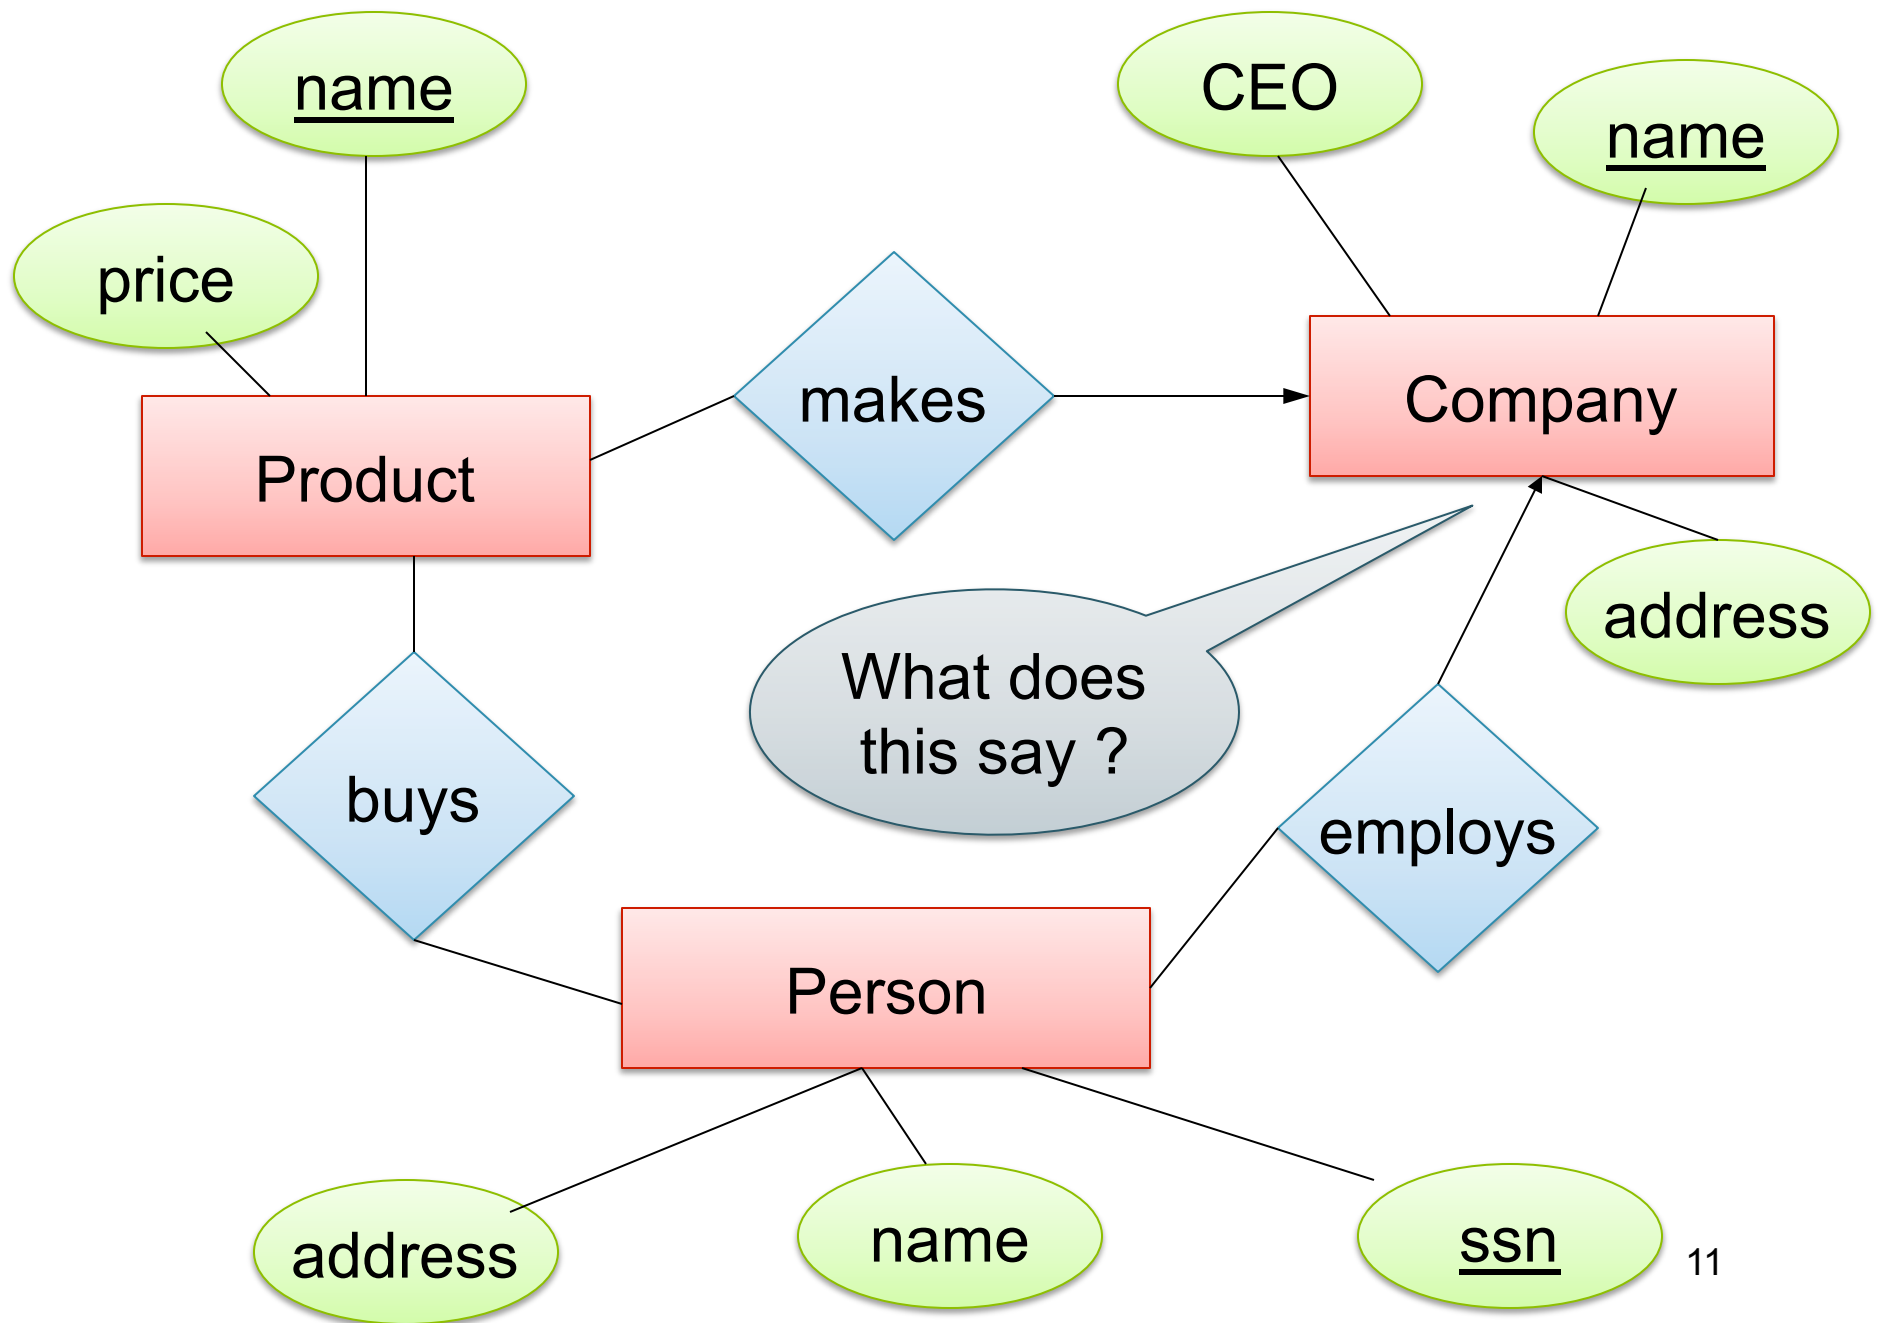 name
CEO
name
price
makes
Company
Product
address
What does
this say ?
buys
employs
Person
address
name
ssn
11